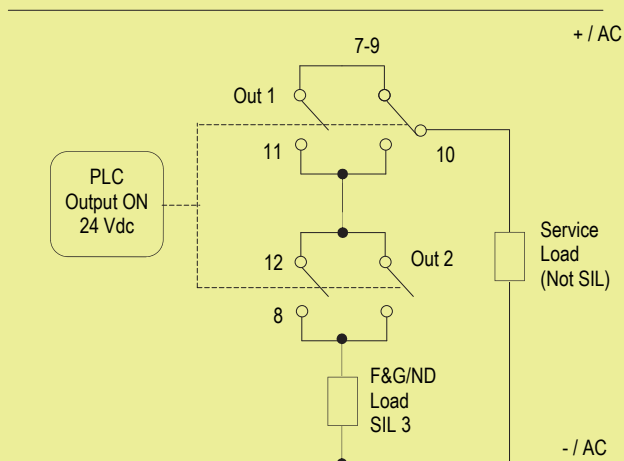 + / AC
7-9
Out 1
11
10
PLC
Output ON
24 Vdc
Service
Load
(Not SIL)
12
Out 2
8
F&G/ND
Load
SIL 3
- / AC